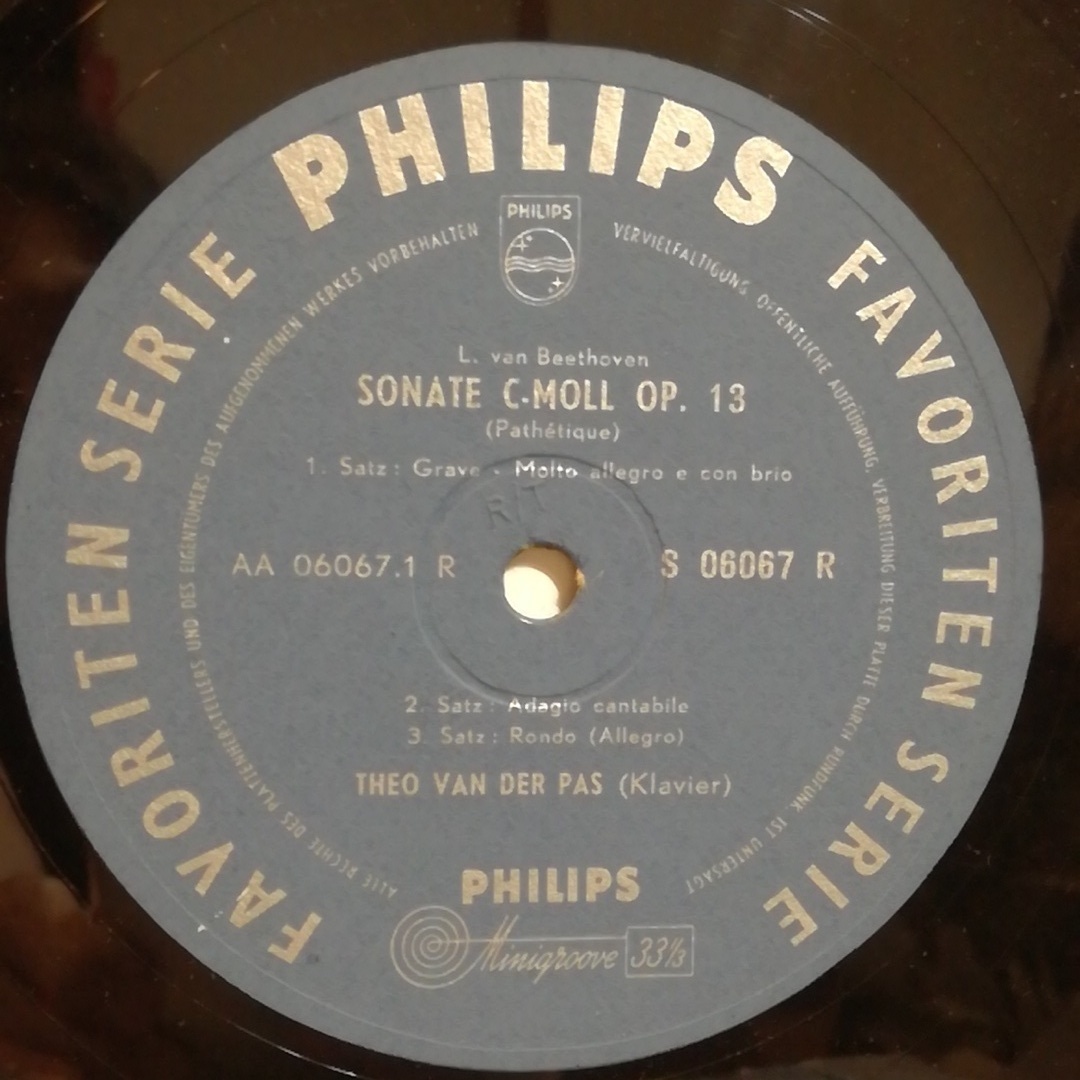 PHILIPS
FAVORITEN SERIE
FAVORITEN SERIE
ALLE RECHTE DES PLATTENHERSTELLERS UND DES EIGENTÜMERS DES AUFGENOMMENEN WERKES VORBEHALTEN
VERVIELFÄLTIGUNG ÖFFENTLICHE AUFFÜHRUNG, VERBREITUNG DIESER PLATTE DURCH RUNDFUNK IST UNTERSAGT
PHILIPS
L. van Beethoven
SONATE C-MOLL OP. 13
(Pathétique)
1. Satz: Grave - Molto allegro e con brio
R/T
AA 06067.1 R
S 06067 R
2. Satz: Adagio cantabile
3. Satz: Rondo (Allegro)
THEO VAN DER PAS (Klavier)
PHILIPS
Minigroove 33⅓